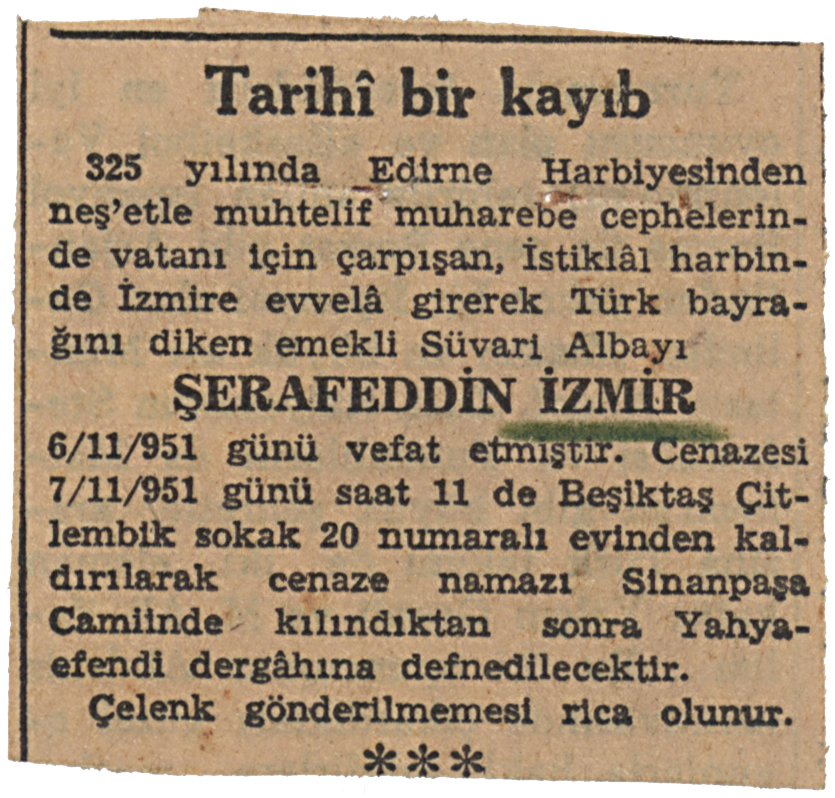 Tarihî bir kayıb
325 yılında Edirne Harbiyesinden
neş'etle muhtelif muharebe cephelerin-
de vatanı için çarpışan, İstiklâl harbin-
de İzmire evvelâ girerek Türk bayra-
ğını diken emekli Süvari Albayı
ŞERAFEDDİN İZMİR
6/11/951 günü vefat etmiştir. Cenazesi
7/11/951 günü saat 11 de Beşiktaş Çit-
lembik sokak 20 numaralı evinden kal-
dırılarak cenaze namazı Sinanpaşa
Camiinde kılındıktan sonra Yahya-
efendi dergâhına defnedilecektir.
Çelenk gönderilmemesi rica olunur.
***